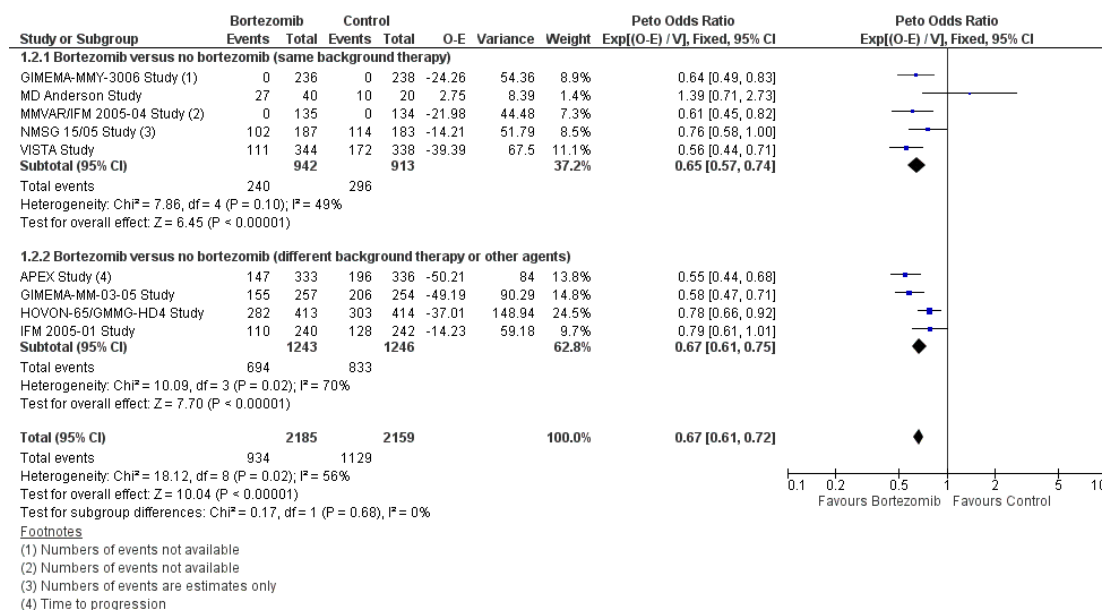 Bortezomib Control Peto Odds Ratio Peto Odds Ratio
Study or Subgroup Events Total Events Total O-E Variance Weight Exp[(O-E) / V], Fixed, 95% CI Exp[(O-E) / V], Fixed, 95% CI
1.2.1 Bortezomib versus no bortezomib (same background therapy)
GIMEMA-MMY-3006 Study (1) 0 236 0 238 -24.26 54.36 8.9% 0.64 [0.49, 0.83]
MD Anderson Study 27 40 10 20 2.75 8.39 1.4% 1.39 [0.71, 2.73]
MMVAR/IFM 2005-04 Study (2) 0 135 0 134 -21.98 44.48 7.3% 0.61 [0.45, 0.82]
NMSG 15/05 Study (3) 102 187 114 183 -14.21 51.79 8.5% 0.76 [0.58, 1.00]
VISTA Study 111 344 172 338 -39.39 67.5 11.1% 0.56 [0.44, 0.71]
Subtotal (95% CI) 942 913 37.2% 0.65 [0.57, 0.74]
Total events 240 296
Heterogeneity: Chi² = 7.86, df = 4 (P = 0.10); I² = 49%
Test for overall effect: Z = 6.45 (P < 0.00001)
1.2.2 Bortezomib versus no bortezomib (different background therapy or other agents)
APEX Study (4) 147 333 196 336 -50.21 84 13.8% 0.55 [0.44, 0.68]
GIMEMA-MM-03-05 Study 155 257 206 254 -49.19 90.29 14.8% 0.58 [0.47, 0.71]
HOVON-65/GMMG-HD4 Study 282 413 303 414 -37.01 148.94 24.5% 0.78 [0.66, 0.92]
IFM 2005-01 Study 110 240 128 242 -14.23 59.18 9.7% 0.79 [0.61, 1.01]
Subtotal (95% CI) 1243 1246 62.8% 0.67 [0.61, 0.75]
Total events 694 833
Heterogeneity: Chi² = 10.09, df = 3 (P = 0.02); I² = 70%
Test for overall effect: Z = 7.70 (P < 0.00001)
Total (95% CI) 2185 2159 100.0% 0.67 [0.61, 0.72]
Total events 934 1129
Heterogeneity: Chi² = 18.12, df = 8 (P = 0.02); I² = 56%
Test for overall effect: Z = 10.04 (P < 0.00001)
Test for subgroup differences: Chi² = 0.17, df = 1 (P = 0.68), I² = 0%
0.1 0.2 0.5 1 2 5 10
Favours Bortezomib Favours Control
Footnotes
(1) Numbers of events not available
(2) Numbers of events not available
(3) Numbers of events are estimates only
(4) Time to progression